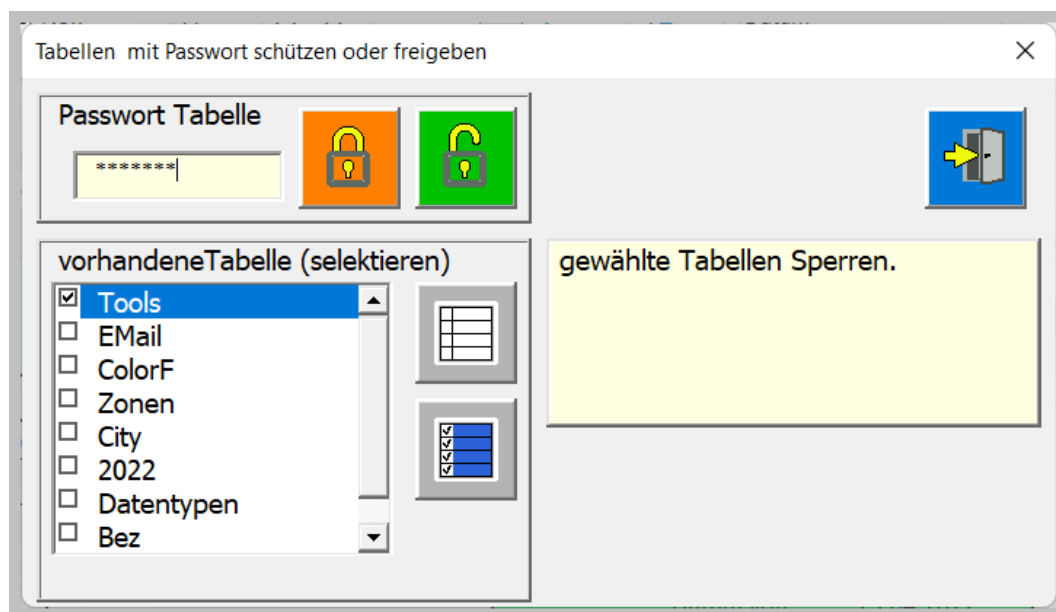 Tabellen  mit Passwort schützen oder freigeben
Passwort Tabelle
*******
vorhandeneTabelle (selektieren)
gewählte Tabellen Sperren.
Tools
EMail
ColorF
Zonen
City
2022
Datentypen
Bez